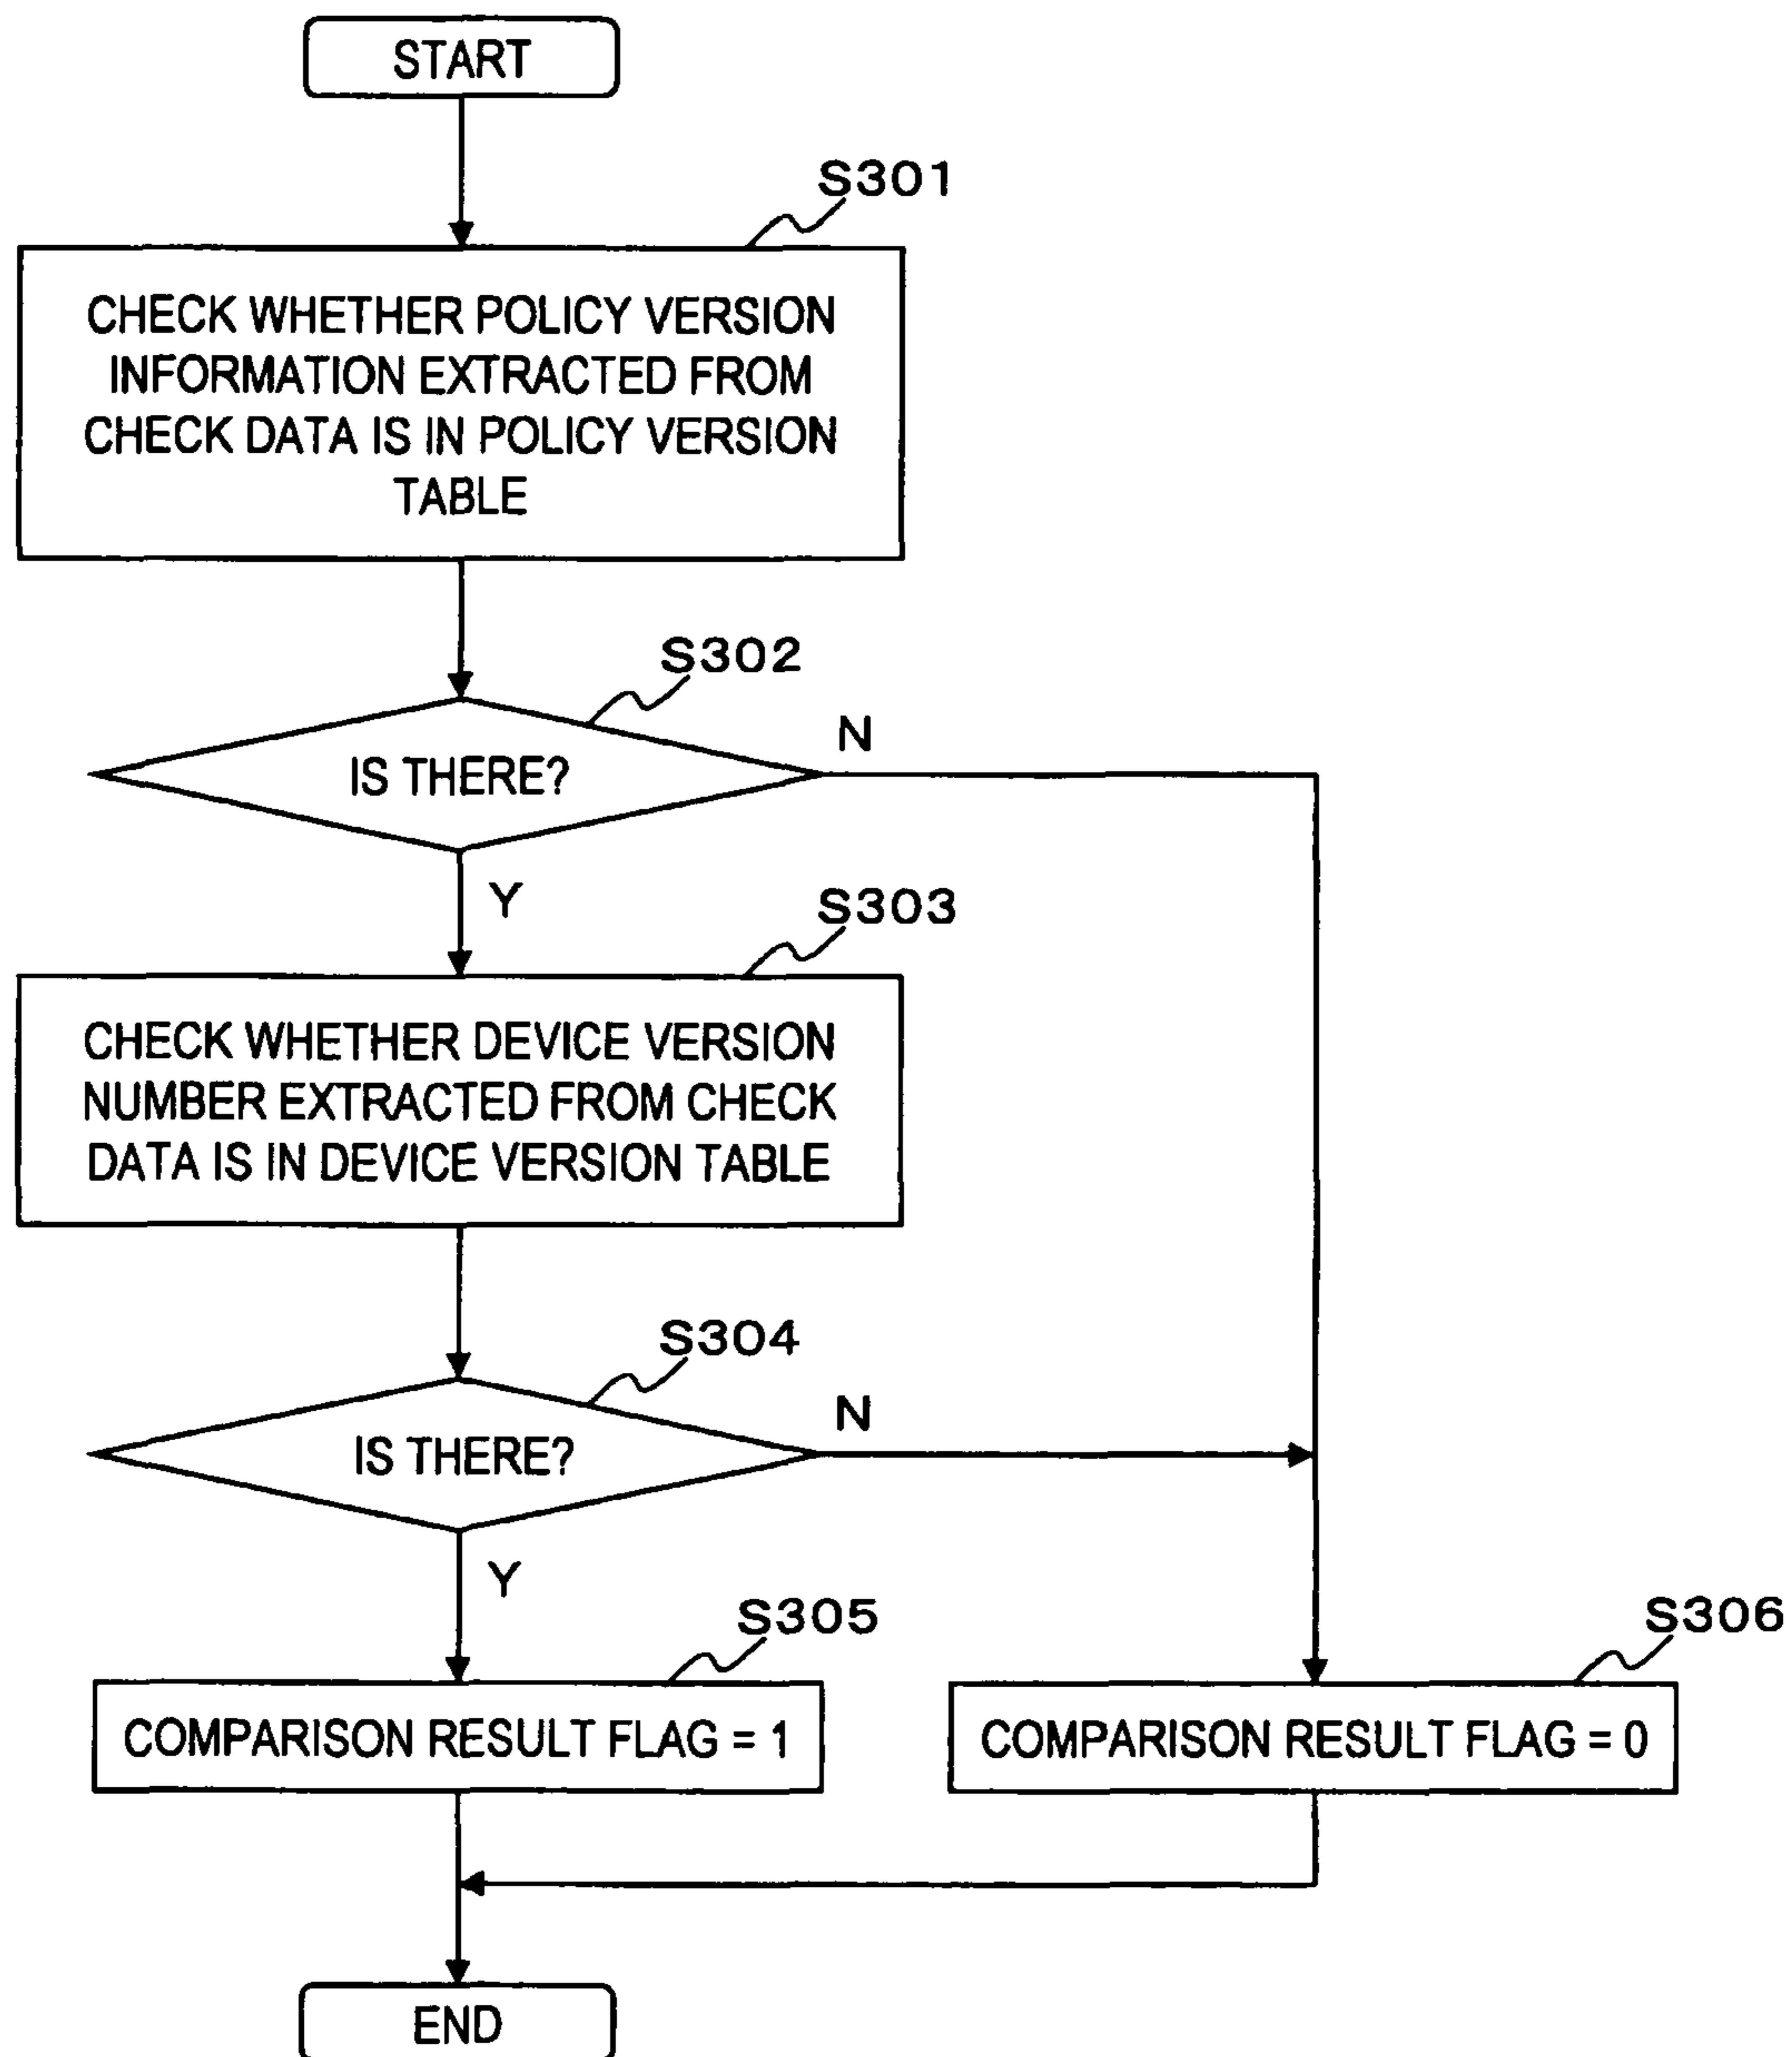 START
S301
CHECK WHETHER POLICY VERSION
INFORMATION EXTRACTED FROM
CHECK DATA IS IN POLICY VERSION
TABLE
S302
IS THERE?
N
Y
S303
CHECK WHETHER DEVICE VERSION
NUMBER EXTRACTED FROM CHECK
DATA IS IN DEVICE VERSION TABLE
S304
IS THERE?
N
Y
S305
COMPARISON RESULT FLAG = 1
S306
COMPARISON RESULT FLAG = 0
END